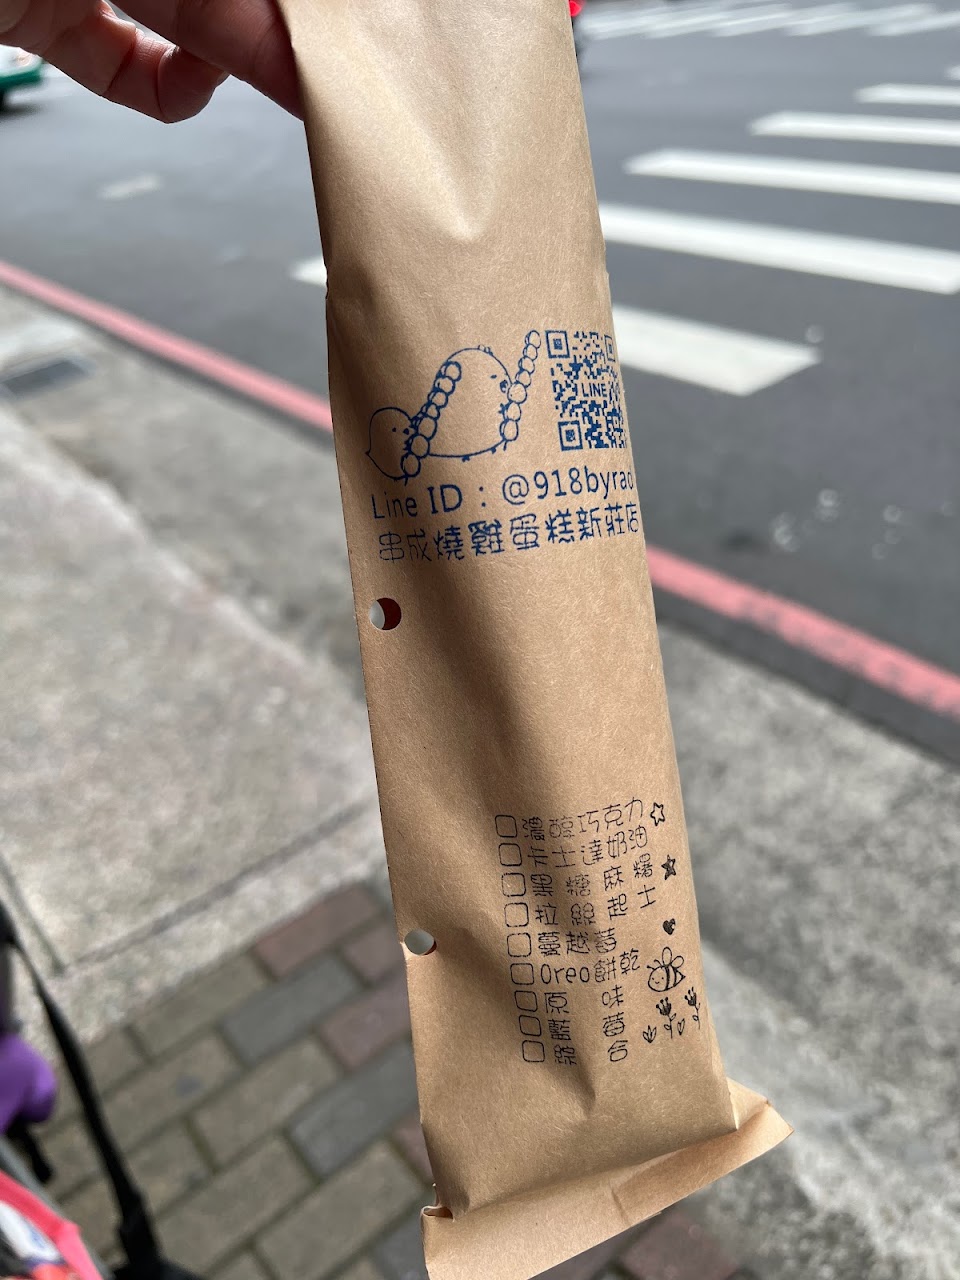 LINE
Line ID：@918byrao
串成燒雞蛋糕新莊店
濃醇巧克力
卡士達奶油
黑糖麻糬
拉絲起士
蔓越莓
Oreo餅乾
原味
藍莓
綜合